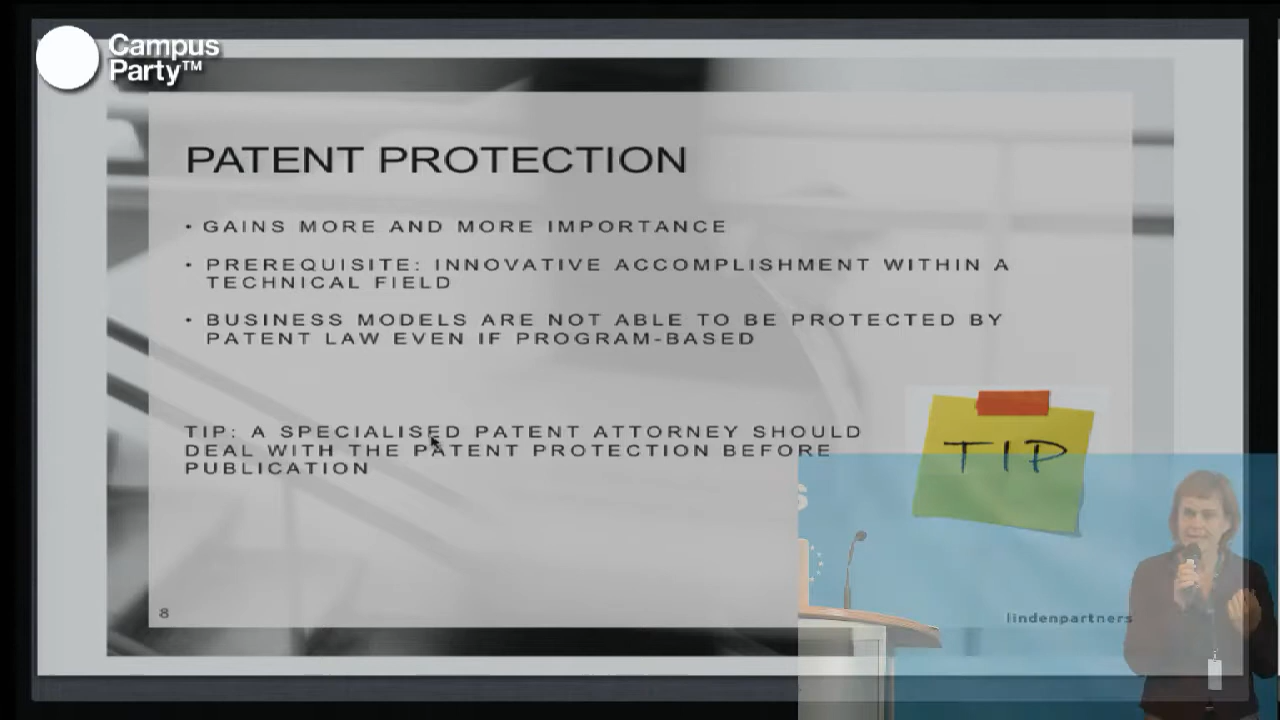 Campus
Party™
PATENT PROTECTION
• GAINS MORE AND MORE IMPORTANCE
• PREREQUISITE: INNOVATIVE ACCOMPLISHMENT WITHIN A
TECHNICAL FIELD
• BUSINESS MODELS ARE NOT ABLE TO BE PROTECTED BY
PATENT LAW EVEN IF PROGRAM-BASED
TIP: A SPECIALISED PATENT ATTORNEY SHOULD
DEAL WITH THE PATENT PROTECTION BEFORE
PUBLICATION
TIP
s
8
lindenpartners